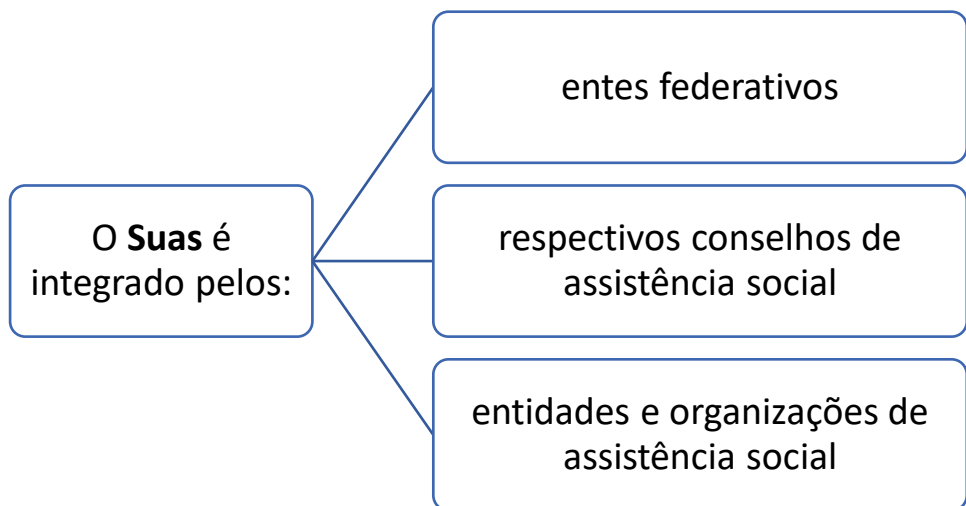 O Suas é
integrado pelos:
entes federativos
respectivos conselhos de
assistência social
entidades e organizações de
assistência social